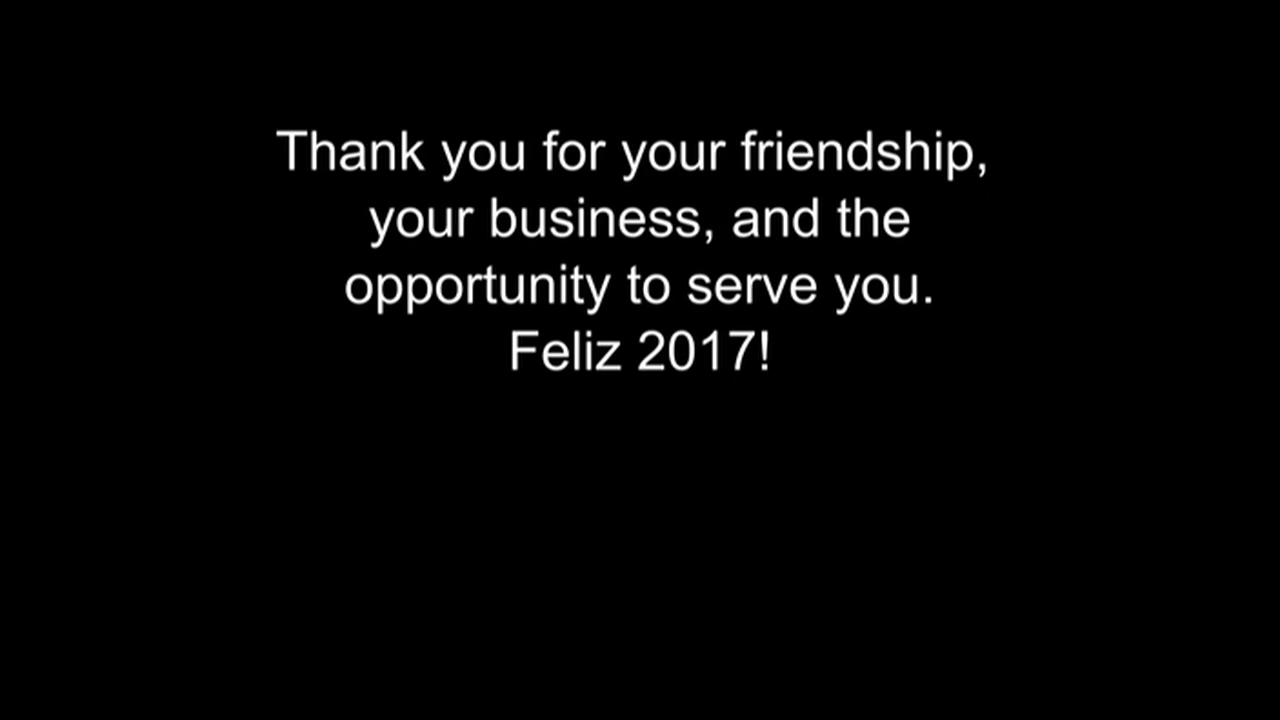 Thank you for your friendship,
your business, and the
opportunity to serve you.
Feliz 2017!